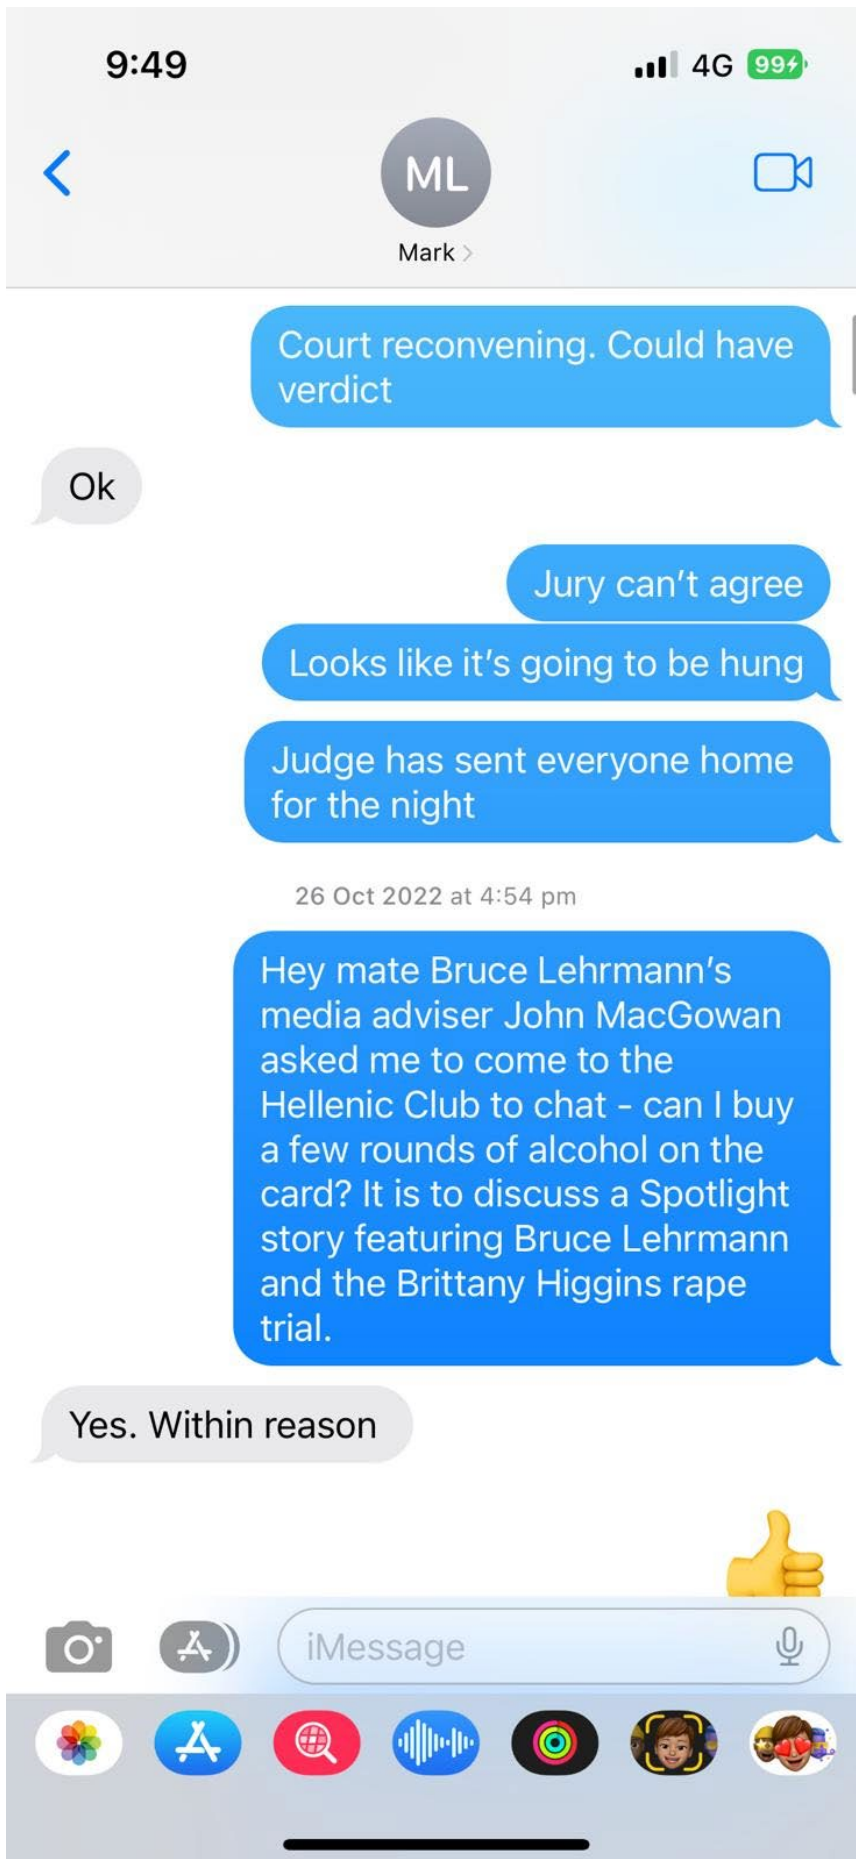 9:49
4G 99
ML
Mark
Court reconvening. Could have
verdict
Ok
Jury can't agree
Looks like it's going to be hung
Judge has sent everyone home
for the night
26 Oct 2022 at 4:54 pm
Hey mate Bruce Lehrmann's
media adviser John MacGowan
asked me to come to the
Hellenic Club to chat - can I buy
a few rounds of alcohol on the
card? It is to discuss a Spotlight
story featuring Bruce Lehrmann
and the Brittany Higgins rape
trial.
Yes. Within reason
iMessage